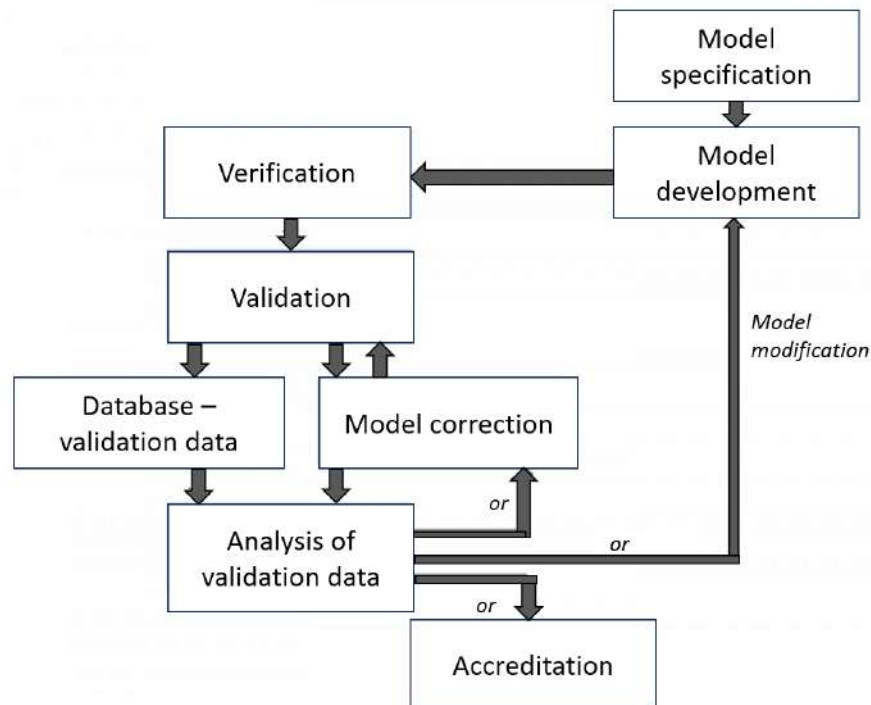 Model
specification
Model
development
Verification
Validation
Model
modification
Database –
validation data
Model correction
or
or
Analysis of
validation data
or
Accreditation